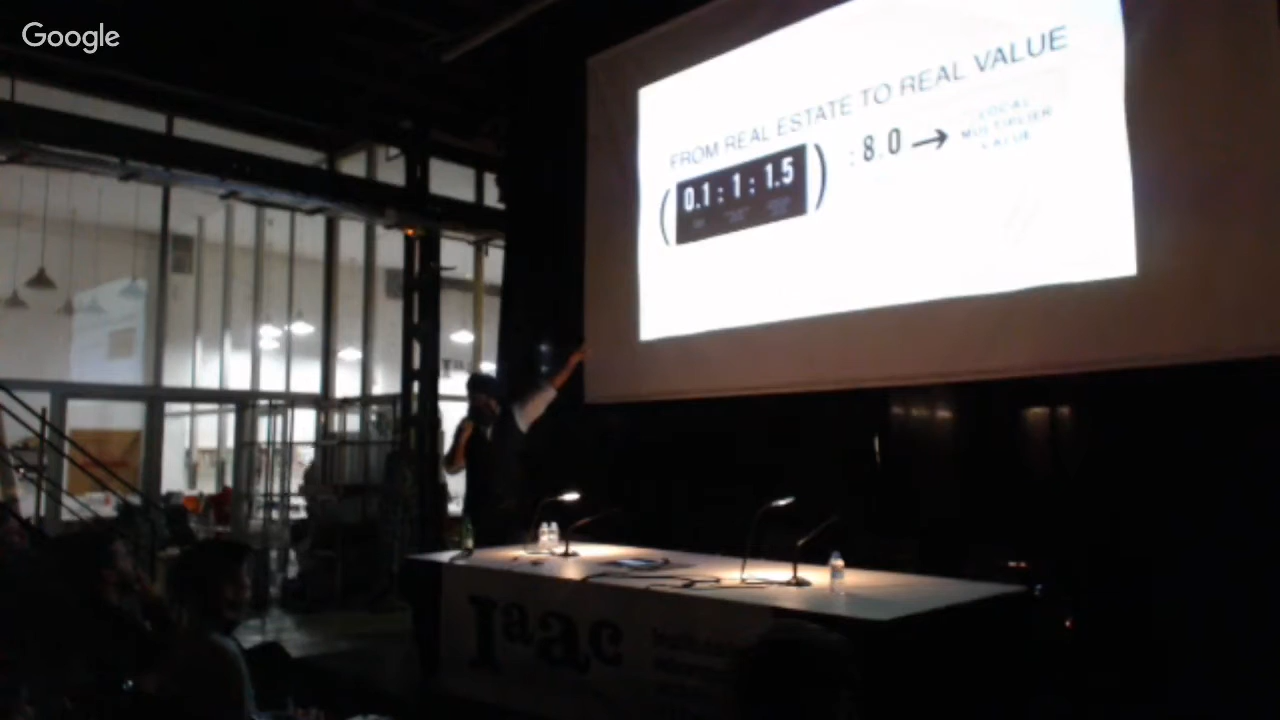 Google
FROM REAL ESTATE TO REAL VALUE
( 0.1 : 1 : 1.5 ) : 8.0 →
LOCAL
MULTIPLIER
VALUE
Iaac